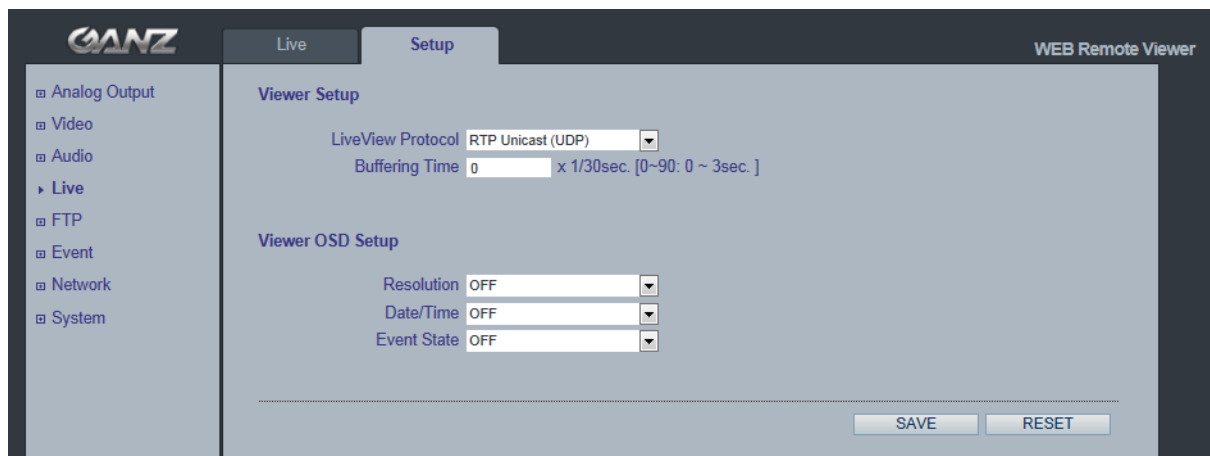 GANZ
Live
Setup
WEB Remote Viewer
Analog Output
Video
Audio
Live
FTP
Event
Network
System
Viewer Setup
LiveView Protocol RTP Unicast (UDP)
Buffering Time 0 x 1/30sec. [0~90: 0 ~ 3sec. ]
Viewer OSD Setup
Resolution OFF
Date/Time OFF
Event State OFF
SAVE
RESET